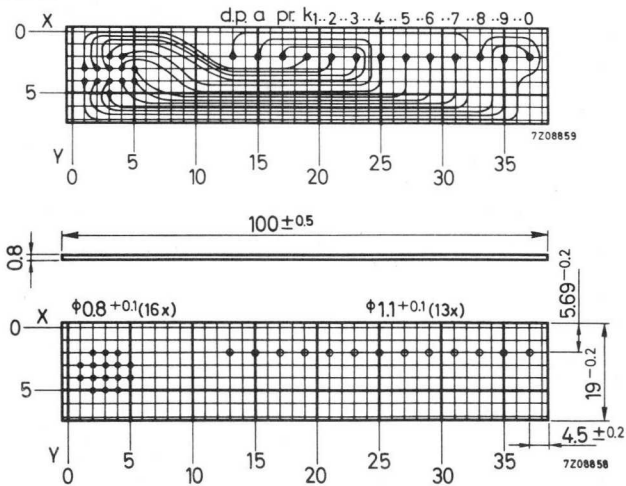 d.p. a pr. k1··2··3··4··5··6··7··8··9··0
X
0
5
7Z08859
Y
0 5 10 15 20 25 30 35
100 ±0.5
0.8
5.69-0.2
ϕ0.8 +0.1 (16x) ϕ1.1 +0.1 (13x)
X
0
5
19-0.2
4.5 ±0.2
Y
0 5 10 15 20 25 30 35
7Z08858